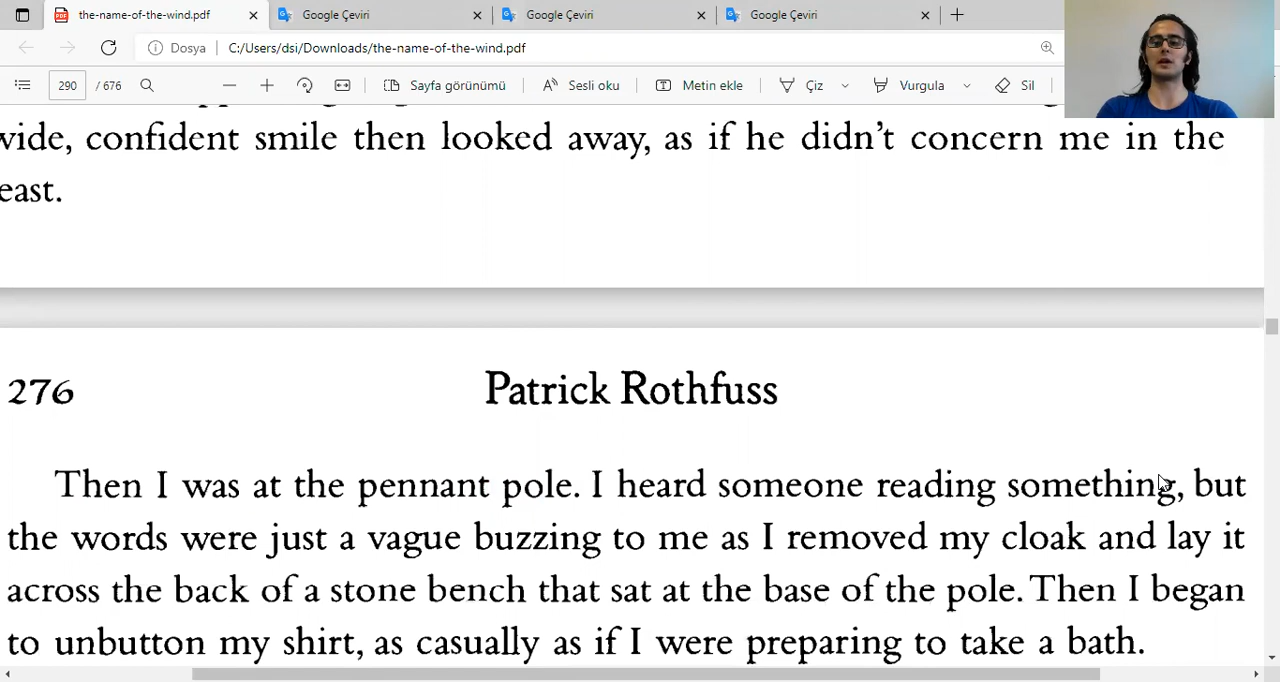 the-name-of-the-wind.pdf
Google Çeviri
Google Çeviri
Google Çeviri
Dosya
C:/Users/dsi/Downloads/the-name-of-the-wind.pdf
290 / 676
Sayfa görünümü
Sesli oku
Metin ekle
Çiz
Vurgula
Sil
wide, confident smile then looked away, as if he didn't concern me in the
east.
276
Patrick Rothfuss
Then I was at the pennant pole. I heard someone reading something, but
the words were just a vague buzzing to me as I removed my cloak and lay it
across the back of a stone bench that sat at the base of the pole. Then I began
to unbutton my shirt, as casually as if I were preparing to take a bath.